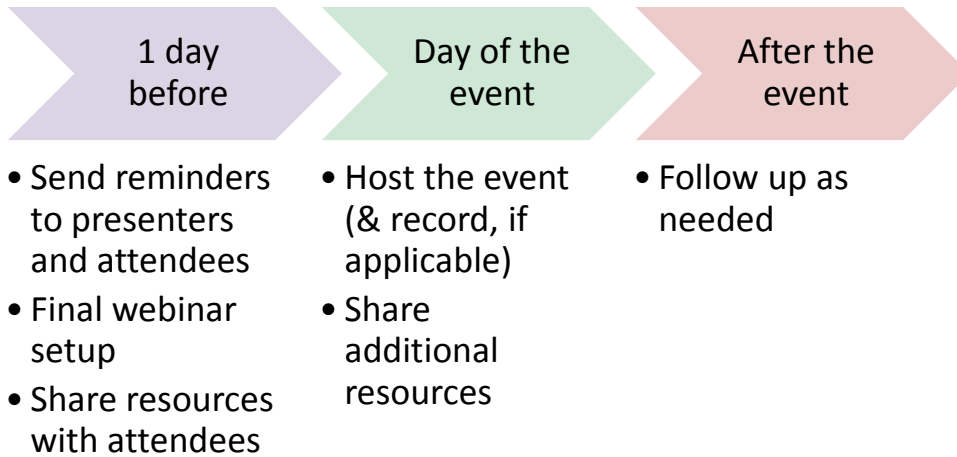 1 day
before
• Send reminders
to presenters
and attendees
• Final webinar
setup
• Share resources
with attendees
Day of the
event
• Host the event
(& record, if
applicable)
• Share
additional
resources
After the
event
• Follow up as
needed